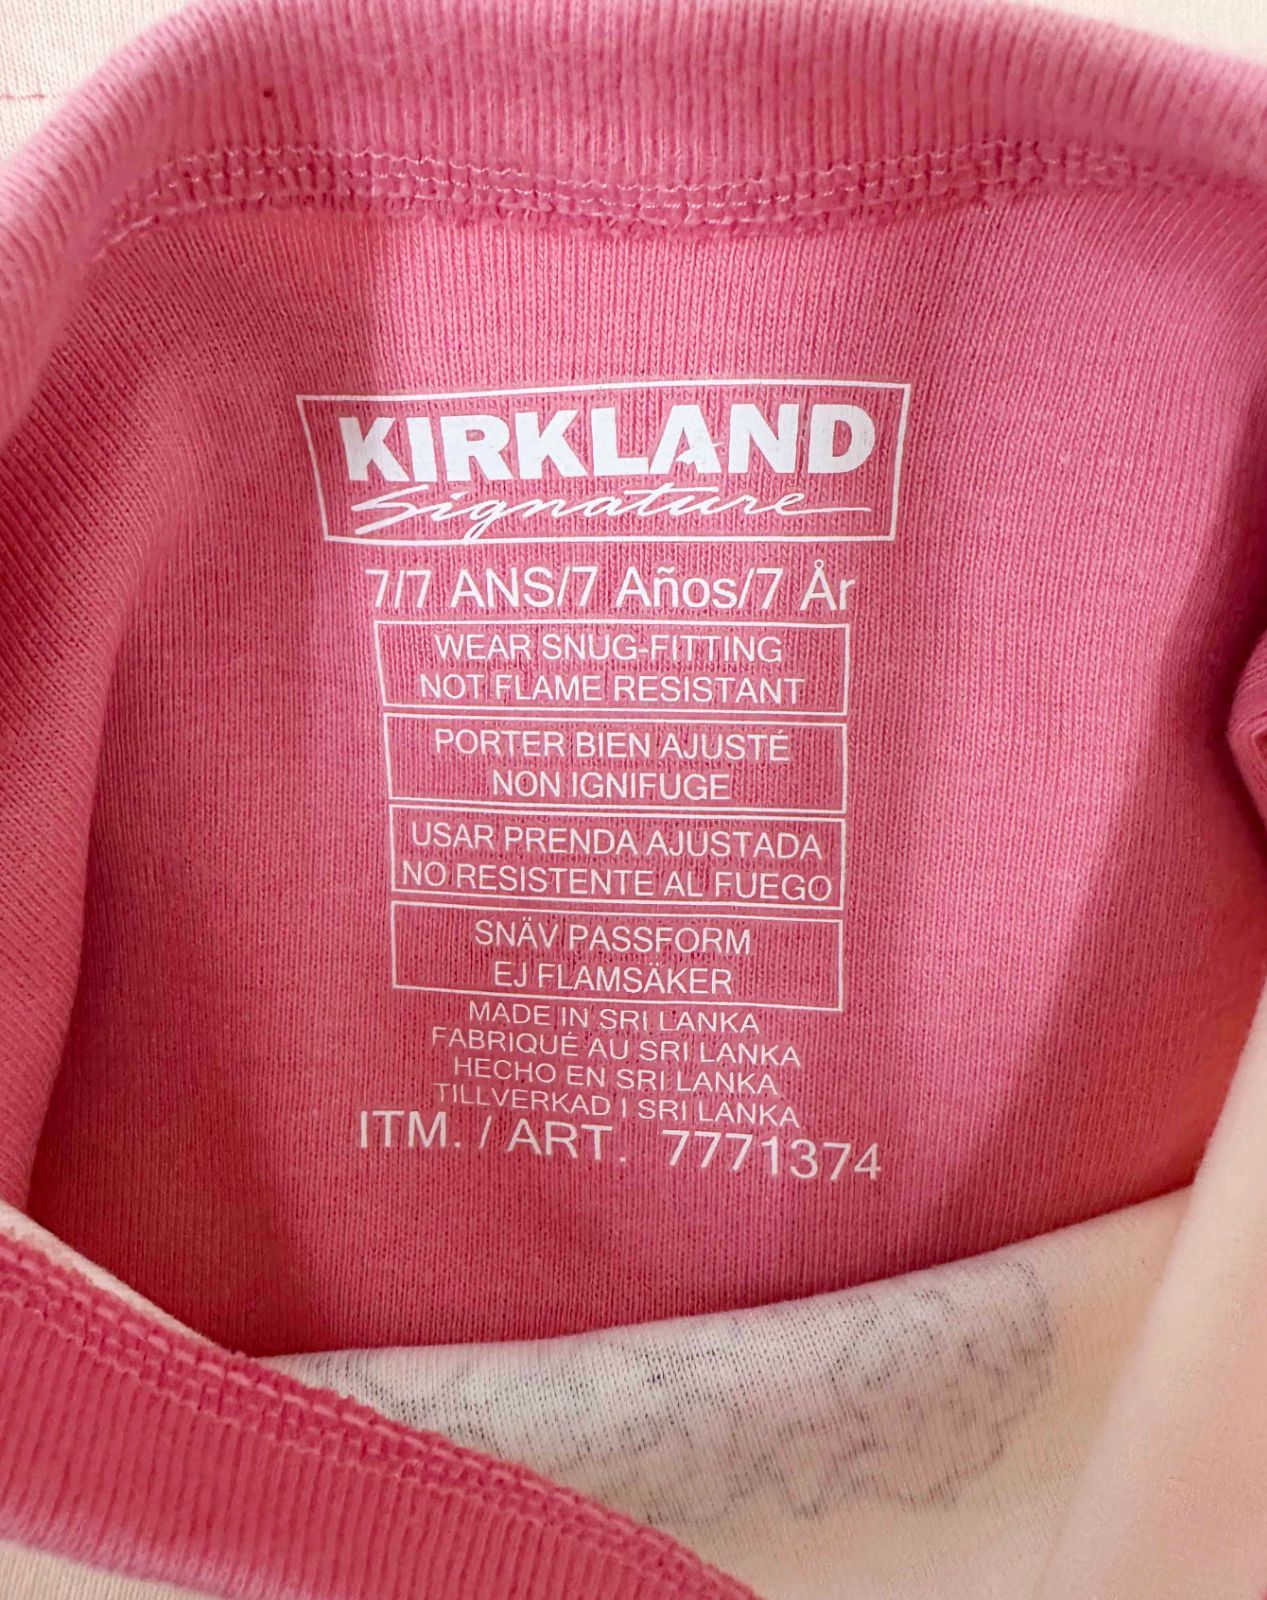 KIRKLAND
Signature
7/7 ANS/7 Años/7 År
WEAR SNUG-FITTING
NOT FLAME RESISTANT
PORTER BIEN AJUSTÉ
NON IGNIFUGE
USAR PRENDA AJUSTADA
NO RESISTENTE AL FUEGO
SNÄV PASSFORM
EJ FLAMSÄKER
MADE IN SRI LANKA
FABRIQUÉ AU SRI LANKA
HECHO EN SRI LANKA
TILLVERKAD I SRI LANKA
ITM. / ART. 7771374